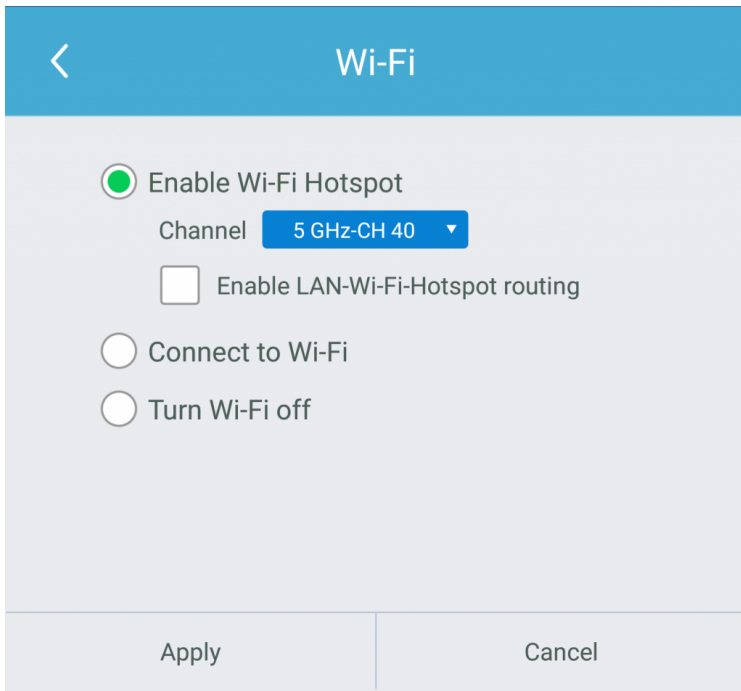 Wi-Fi
Enable Wi-Fi Hotspot
Channel 5 GHz-CH 40
Enable LAN-Wi-Fi-Hotspot routing
Connect to Wi-Fi
Turn Wi-Fi off
Apply Cancel